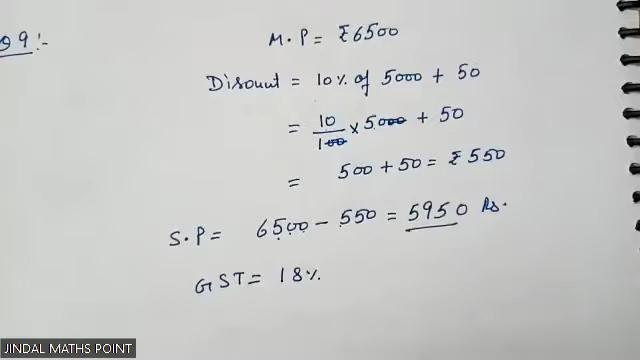 Q9:-
M.P = ₹6500
Disount = 10% of 5000 + 50
= 10/100 × 5000 + 50
= 500 + 50 = ₹550
S.P = 6500 - 550 = 5950 Rs.
GST = 18%
JINDAL MATHS POINT